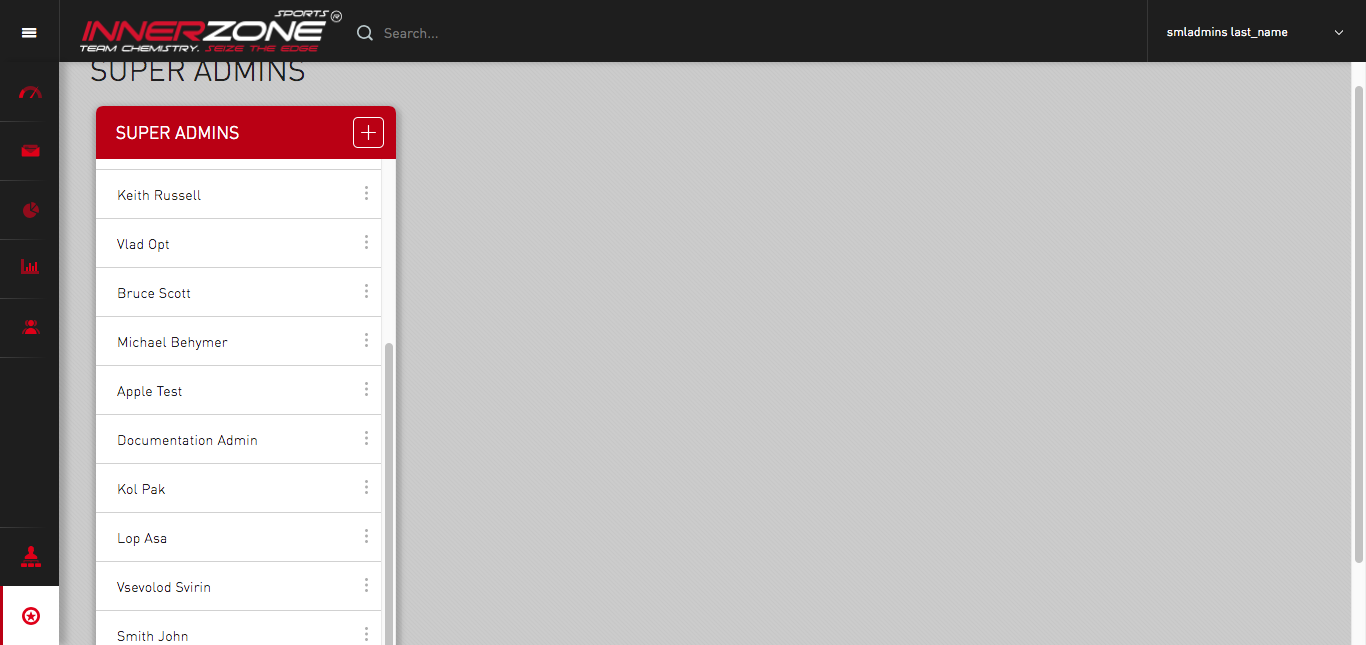 SPORTS ®
INNERZONE
TEAM CHEMISTRY. SEIZE THE EDGE
Search...
smladmins last_name
SUPER ADMINS
SUPER ADMINS
Keith Russell
Vlad Opt
Bruce Scott
Michael Behymer
Apple Test
Documentation Admin
Kol Pak
Lop Asa
Vsevolod Svirin
Smith John